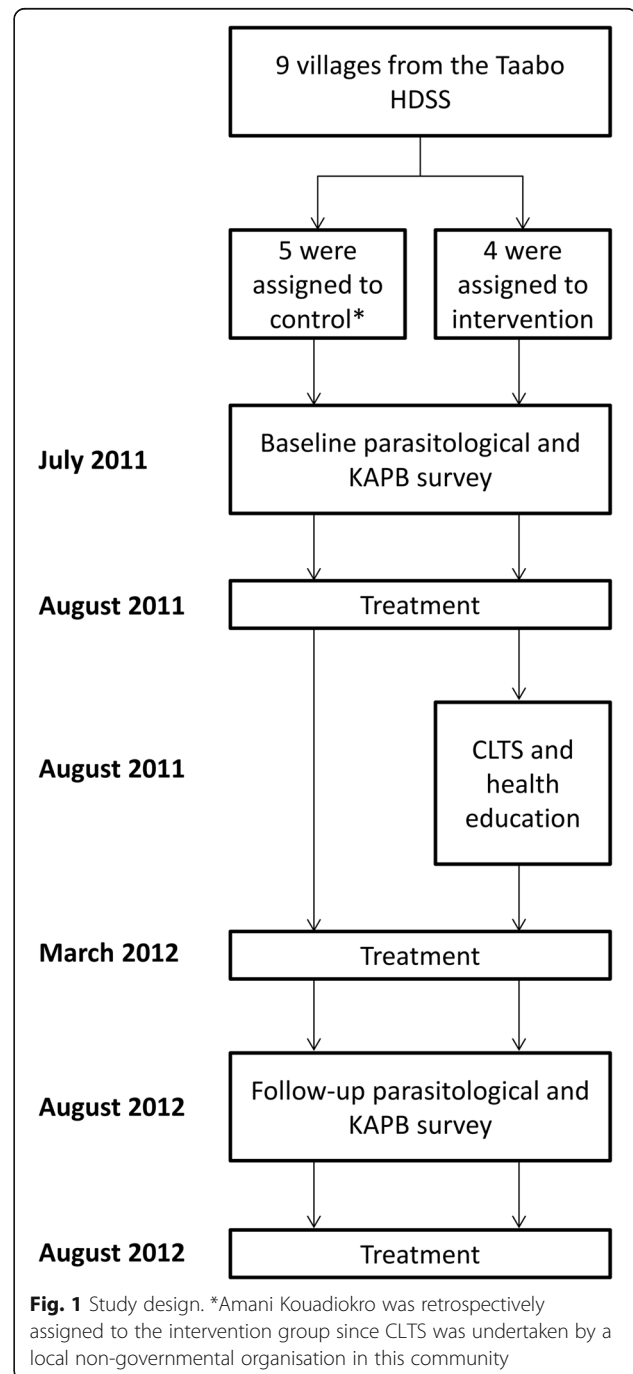 9 villages from the Taabo
HDSS
5 were
assigned to
control*
4 were
assigned to
intervention
July 2011
Baseline parasitological and
KAPB survey
August 2011
Treatment
August 2011
CLTS and
health
education
March 2012
Treatment
August 2012
Follow-up parasitological and
KAPB survey
August 2012
Treatment
Fig. 1 Study design. *Amani Kouadiokro was retrospectively
assigned to the intervention group since CLTS was undertaken by a
local non-governmental organisation in this community